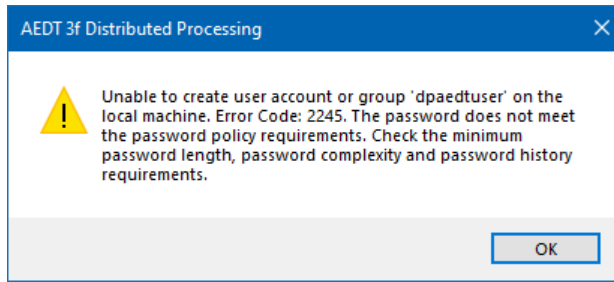 AEDT 3f Distributed Processing
Unable to create user account or group 'dpaedtuser' on the
local machine. Error Code: 2245. The password does not meet
the password policy requirements. Check the minimum
password length, password complexity and password history
requirements.
OK